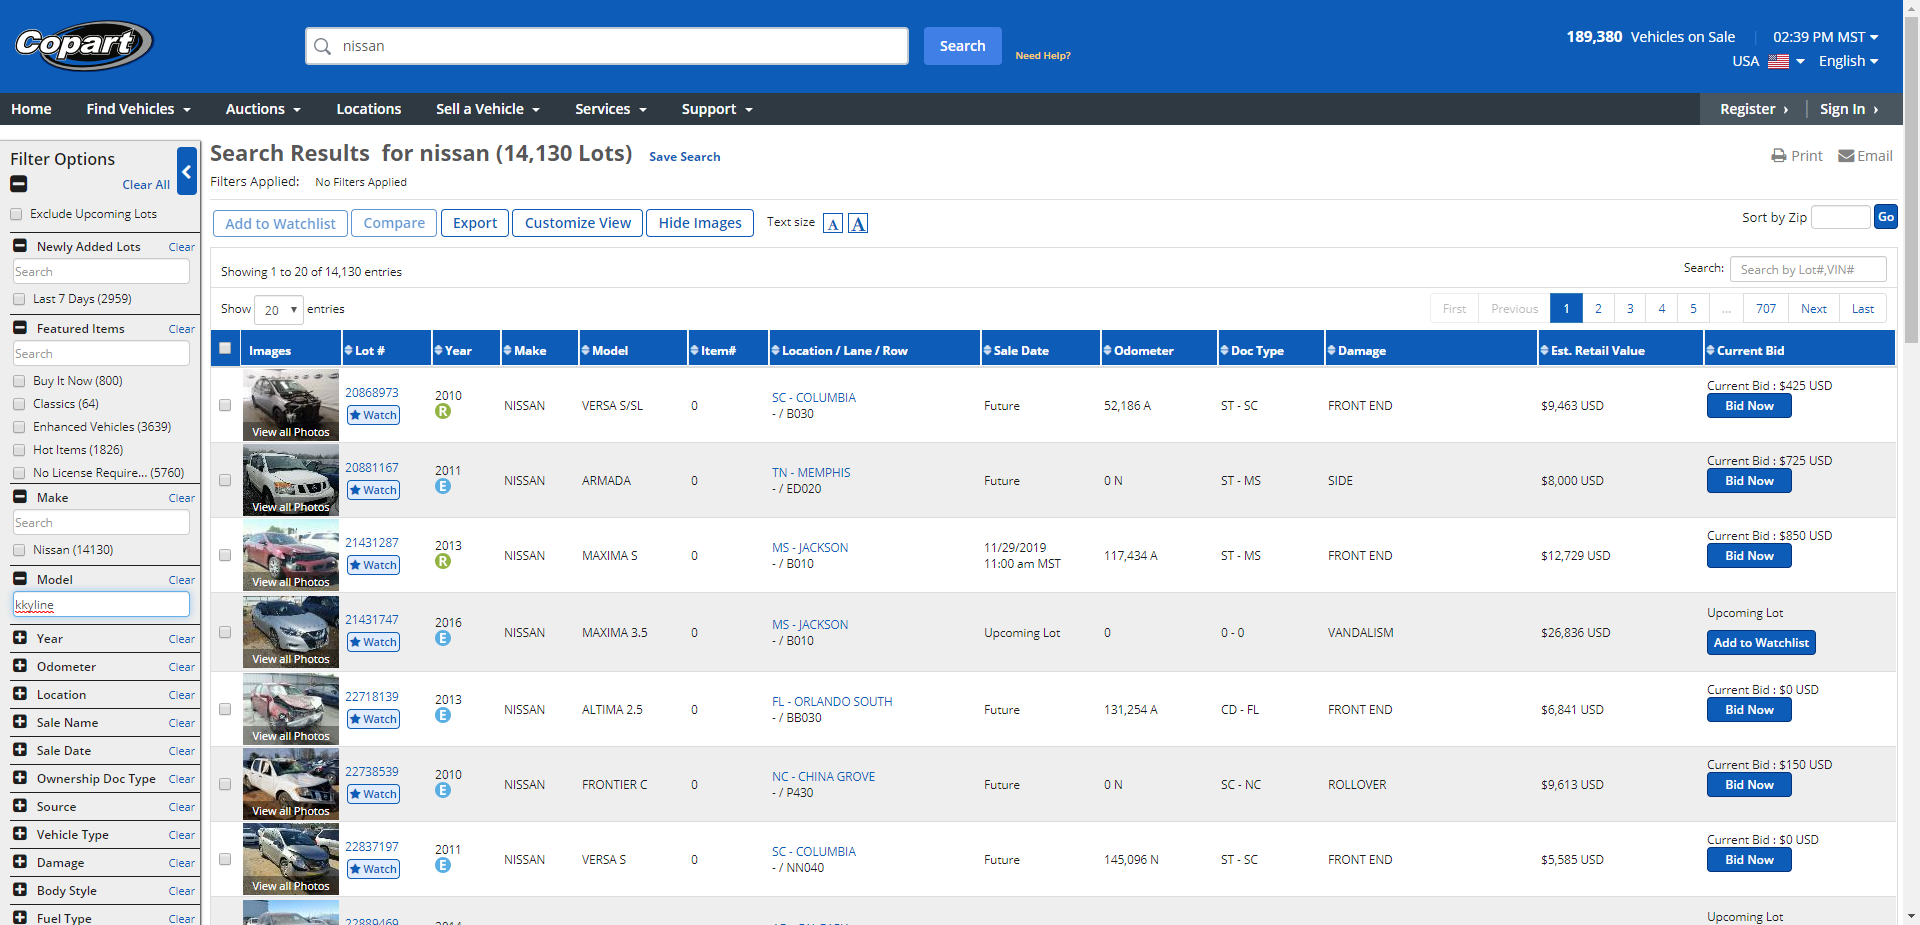 Copart
nissan
Search
Need Help?
189,380 Vehicles on Sale
02:39 PM MST
USA
English
Home
Find Vehicles
Auctions
Locations
Sell a Vehicle
Services
Support
Register ›
Sign In ›
Filter Options
Clear All
Exclude Upcoming Lots
Newly Added Lots Clear
Search
Last 7 Days (2959)
Featured Items Clear
Search
Buy It Now (800)
Classics (64)
Enhanced Vehicles (3639)
Hot Items (1826)
No License Require... (5760)
Make Clear
Search
Nissan (14130)
Model Clear
kkyline
Year Clear
Odometer Clear
Location Clear
Sale Name Clear
Sale Date Clear
Ownership Doc Type Clear
Source Clear
Vehicle Type Clear
Damage Clear
Body Style Clear
Fuel Type Clear
Search Results for nissan (14,130 Lots) Save Search
Print Email
Filters Applied: No Filters Applied
Add to Watchlist Compare Export Customize View Hide Images Text size A A
Sort by Zip Go
Showing 1 to 20 of 14,130 entries
Search: Search by Lot#,VIN#
Show 20 entries
First Previous 1 2 3 4 5 ... 707 Next Last
Images Lot # Year Make Model Item# Location / Lane / Row Sale Date Odometer Doc Type Damage Est. Retail Value Current Bid
View all Photos
20868973
Watch
2010
R
NISSAN VERSA S/SL 0
SC - COLUMBIA
- / B030
Future 52,186 A ST - SC FRONT END $9,463 USD
Current Bid : $425 USD
Bid Now
View all Photos
20881167
Watch
2011
E
NISSAN ARMADA 0
TN - MEMPHIS
- / ED020
Future 0 N ST - MS SIDE $8,000 USD
Current Bid : $725 USD
Bid Now
View all Photos
21431287
Watch
2013
R
NISSAN MAXIMA S 0
MS - JACKSON
- / B010
11/29/2019
11:00 am MST
117,434 A ST - MS FRONT END $12,729 USD
Current Bid : $850 USD
Bid Now
View all Photos
21431747
Watch
2016
E
NISSAN MAXIMA 3.5 0
MS - JACKSON
- / B010
Upcoming Lot 0 0 - 0 VANDALISM $26,836 USD
Upcoming Lot
Add to Watchlist
View all Photos
22718139
Watch
2013
E
NISSAN ALTIMA 2.5 0
FL - ORLANDO SOUTH
- / BB030
Future 131,254 A CD - FL FRONT END $6,841 USD
Current Bid : $0 USD
Bid Now
View all Photos
22738539
Watch
2010
E
NISSAN FRONTIER C 0
NC - CHINA GROVE
- / P430
Future 0 N SC - NC ROLLOVER $9,613 USD
Current Bid : $150 USD
Bid Now
View all Photos
22837197
Watch
2011
E
NISSAN VERSA S 0
SC - COLUMBIA
- / NN040
Future 145,096 N ST - SC FRONT END $5,585 USD
Current Bid : $0 USD
Bid Now
22889469
Upcoming Lot